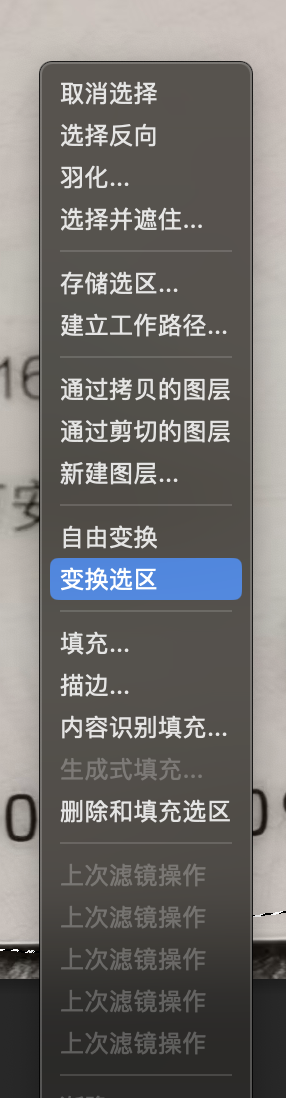 取消选择
选择反向
羽化...
选择并遮住...
存储选区...
建立工作路径...
16
通过拷贝的图层
通过剪切的图层
新建图层...
安
自由变换
变换选区
填充...
描边...
内容识别填充...
生成式填充...
删除和填充选区
0
09
上次滤镜操作
上次滤镜操作
上次滤镜操作
上次滤镜操作
上次滤镜操作